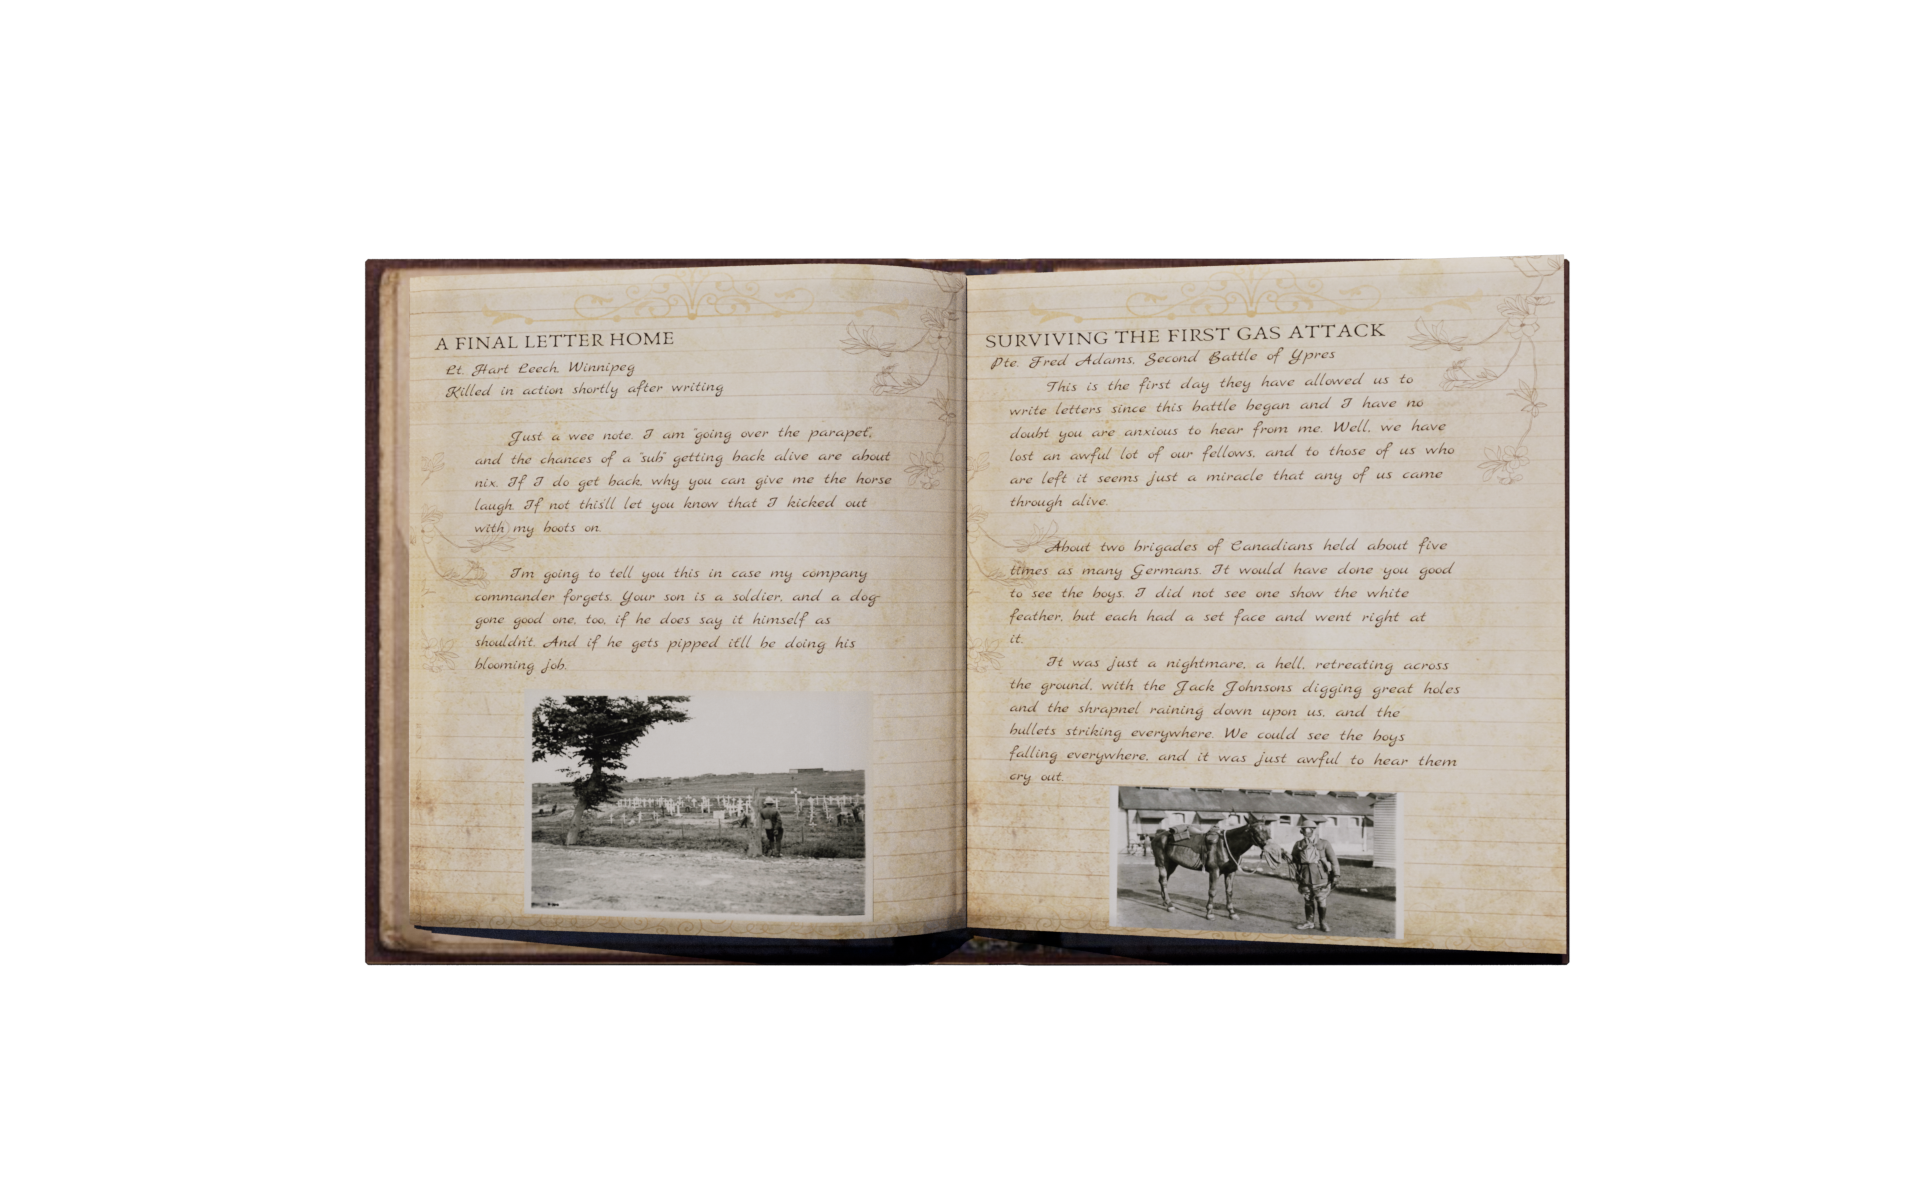 A FINAL LETTER HOME
Lt. Hart Leech, Winnipeg
Killed in action shortly after writing
Just a wee note. I am "going over the parapet",
and the chances of a "sub" getting back alive are about
nix. If I do get back, why you can give me the horse
laugh. If not this'll let you know that I kicked out
with my boots on.
I'm going to tell you this in case my company
commander forgets. Your son is a soldier, and a dog-
gone good one, too, if he does say it himself as
shouldn't. And if he gets pipped it'll be doing his
blooming job.
SURVIVING THE FIRST GAS ATTACK
Pte. Fred Adams, Second Battle of Ypres
This is the first day they have allowed us to
write letters since this battle began and I have no
doubt you are anxious to hear from me. Well, we have
lost an awful lot of our fellows, and to those of us who
are left it seems just a miracle that any of us came
through alive.
About two brigades of Canadians held about five
times as many Germans. It would have done you good
to see the boys. I did not see one show the white
feather, but each had a set face and went right at
it.
It was just a nightmare, a hell, retreating across
the ground, with the Jack Johnsons digging great holes
and the shrapnel raining down upon us, and the
bullets striking everywhere. We could see the boys
falling everywhere, and it was just awful to hear them
cry out.